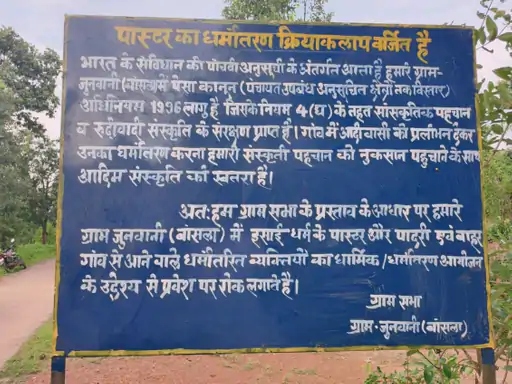 पास्टर का धर्मांतरण क्रियाकलाप वर्जित है
भारत के संविधान की पांचवी अनुसूची के अंतर्गत आता है हमारे ग्राम-
जुनवानी (बांसला) में पेसा कानून (पंचायत उपबंध अनुसूचित क्षेत्रों तक विस्तार)
अधिनियम 1996 लागु है जिसके नियम 4(घ) के तहत सांस्कृतिक पहचान
व रुढीवादी संस्कृति के संरक्षण प्राप्त है। गांव में आदीवासी को प्रलोभन देकर
उनका धर्मांतरण करना हमारी संस्कृती पहचान को नुकसान पहुचाने के साथ
आदिम संस्कृति को खतरा है।
अतः हम ग्राम सभा के प्रस्ताव के आधार पर हमारे
ग्राम जुनवानी (बांसला) में इसाई धर्म के पास्टर और पादरी एवं बाहर
गांव से आने वाले धर्मांतरित व्यक्तियों का धार्मिक/धर्मांतरण आयोजन
के उद्देश्य से प्रवेश पर रोक लगाते है।
ग्राम सभा
ग्राम-जुनवानी (बांसला)